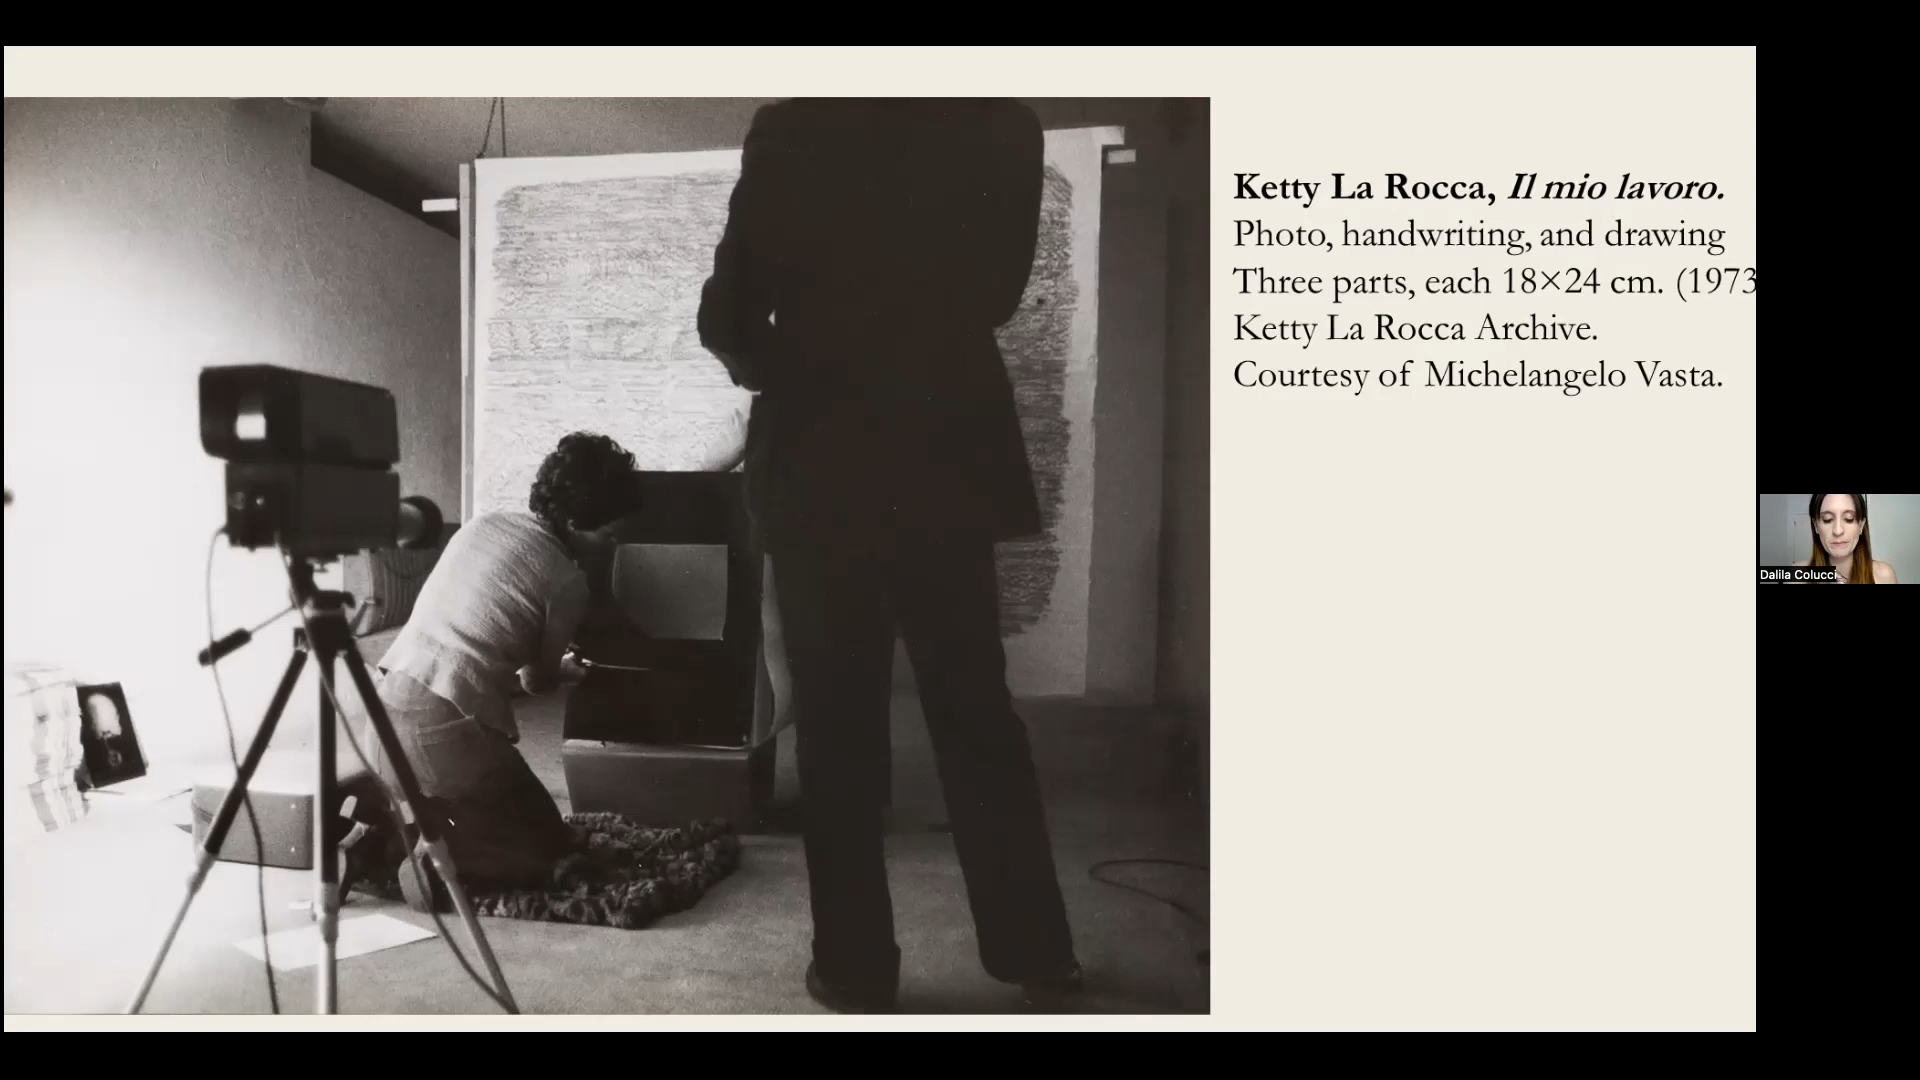 Ketty La Rocca, Il mio lavoro.
Photo, handwriting, and drawing
Three parts, each 18×24 cm. (1973
Ketty La Rocca Archive.
Courtesy of Michelangelo Vasta.
Dalila Colucci